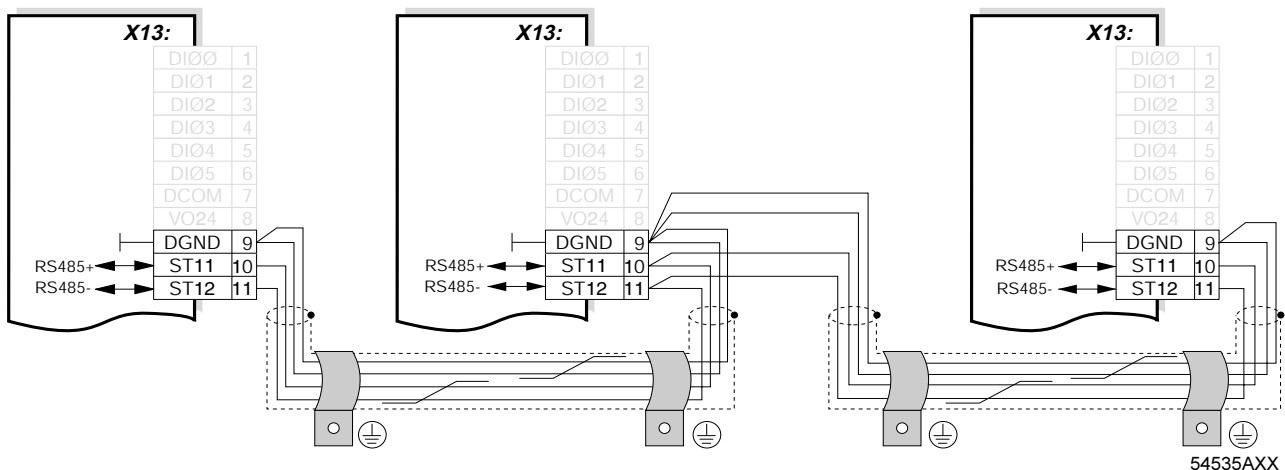 X13: X13: X13:
DIØØ 1 DIØØ 1 DIØØ 1
DIØ1 2 DIØ1 2 DIØ1 2
DIØ2 3 DIØ2 3 DIØ2 3
DIØ3 4 DIØ3 4 DIØ3 4
DIØ4 5 DIØ4 5 DIØ4 5
DIØ5 6 DIØ5 6 DIØ5 6
DCOM 7 DCOM 7 DCOM 7
VO24 8 VO24 8 VO24 8
DGND 9 DGND 9 DGND 9
RS485+ ST11 10 RS485+ ST11 10 RS485+ ST11 10
RS485- ST12 11 RS485- ST12 11 RS485- ST12 11
54535AXX